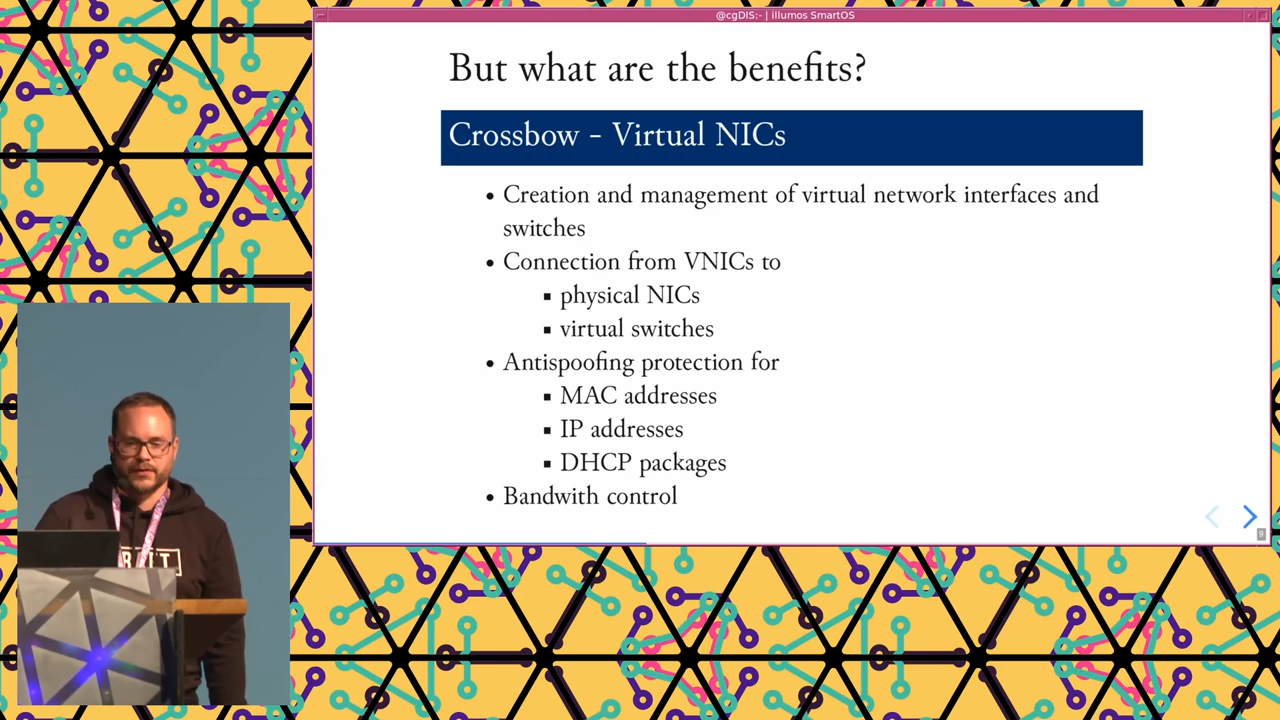 @cgDIS:- | illumos SmartOS
But what are the benefits?
Crossbow - Virtual NICs
• Creation and management of virtual network interfaces and
switches
• Connection from VNICs to
▪ physical NICs
▪ virtual switches
• Antispoofing protection for
▪ MAC addresses
▪ IP addresses
▪ DHCP packages
• Bandwith control
9